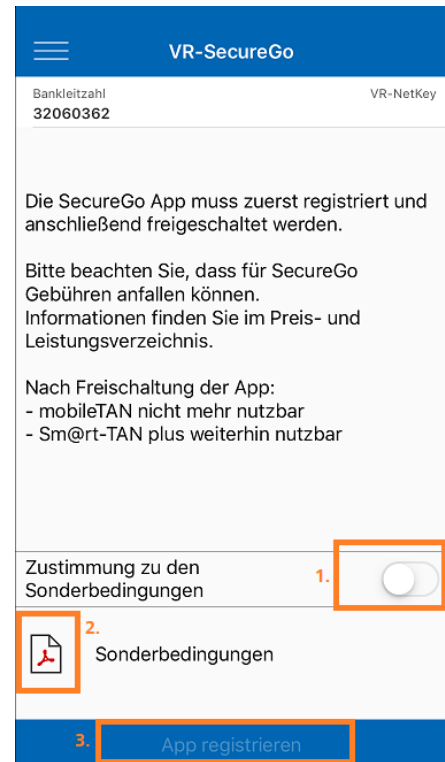 VR-SecureGo
Bankleitzahl
VR-NetKey
32060362
Die SecureGo App muss zuerst registriert und
anschließend freigeschaltet werden.
Bitte beachten Sie, dass für SecureGo
Gebühren anfallen können.
Informationen finden Sie im Preis- und
Leistungsverzeichnis.
Nach Freischaltung der App:
- mobileTAN nicht mehr nutzbar
- Sm@rt-TAN plus weiterhin nutzbar
Zustimmung zu den
Sonderbedingungen
1.
2.
Sonderbedingungen
3.
App registrieren